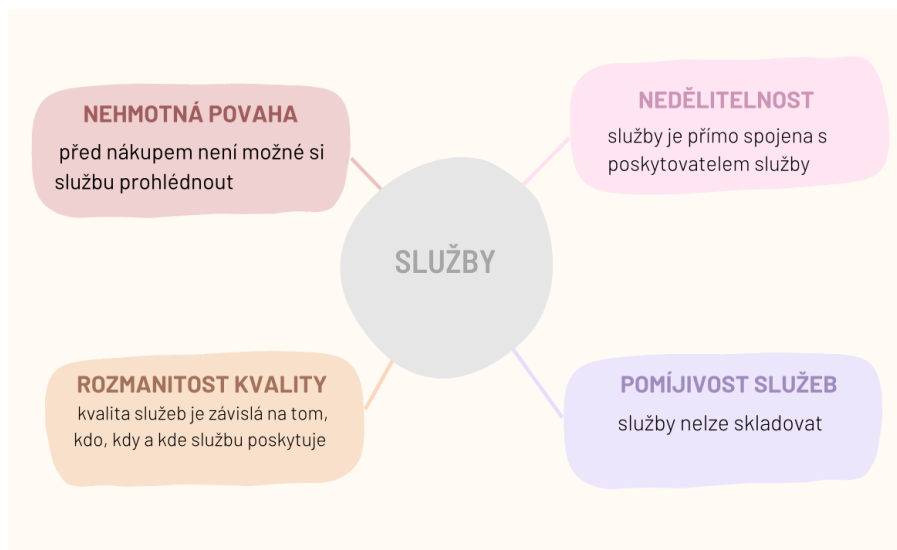 NEHMOTNÁ POVAHA
před nákupem není možné si
službu prohlédnout
NEDĚLITELNOST
služby je přímo spojena s
poskytovatelem služby
SLUŽBY
ROZMANITOST KVALITY
kvalita služeb je závislá na tom,
kdo, kdy a kde službu poskytuje
POMÍJIVOST SLUŽEB
služby nelze skladovat